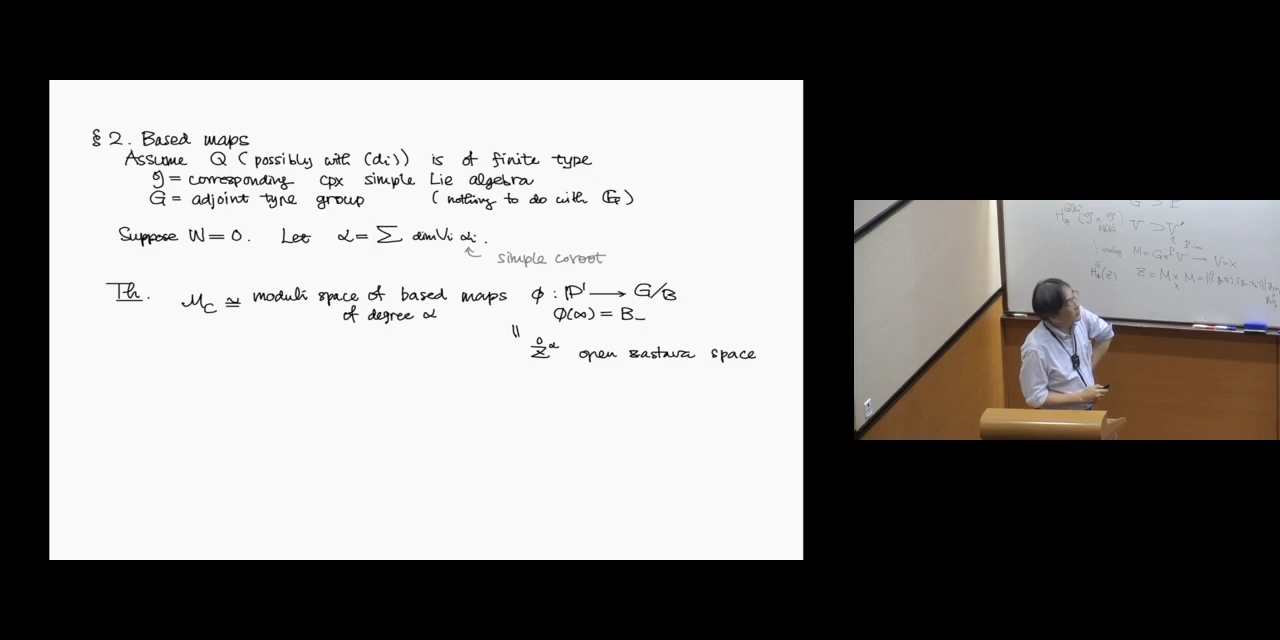 § 2. Based maps
Assume Q (possibly with (di)) is of finite type
𝔤 = corresponding cpx simple Lie algebra
G = adjoint type group (nothing to do with 𝔾)
Suppose W = 0. Let α = Σ dim Vi αi.
simple coroot
Th. M_C ≅ moduli space of based maps φ : ℙ¹ → G/B
of degree α φ(∞) = B_
||
Z̊^α open zastava space
V ⊃ V'
M = G ×^P V' → V ∋ x